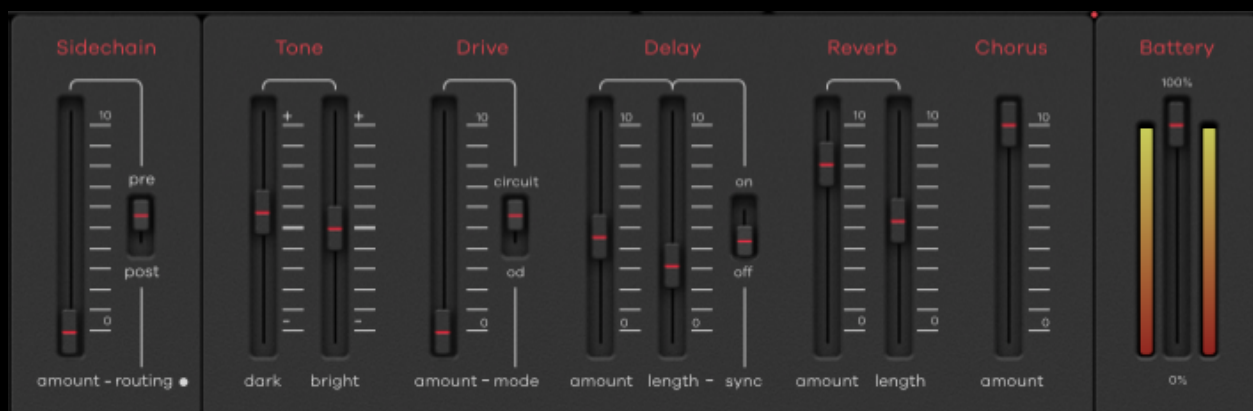 Sidechain Tone Drive Delay Reverb Chorus Battery
100%
10 + + 10 10 10 10 10 10
pre circuit on
post od off
0 - - 0 0 0 0 0 0
amount - routing dark bright amount - mode amount length - sync amount length amount 0%